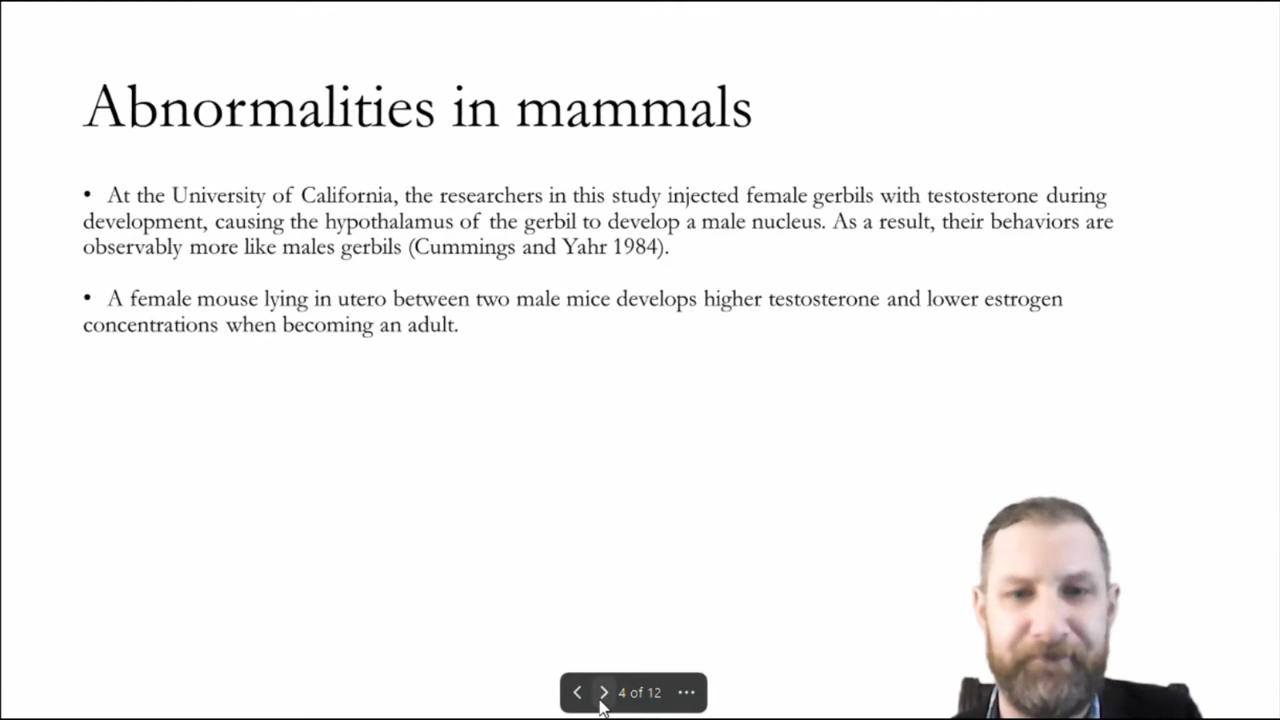 Abnormalities in mammals
• At the University of California, the researchers in this study injected female gerbils with testosterone during
development, causing the hypothalamus of the gerbil to develop a male nucleus. As a result, their behaviors are
observably more like males gerbils (Cummings and Yahr 1984).
• A female mouse lying in utero between two male mice develops higher testosterone and lower estrogen
concentrations when becoming an adult.
4 of 12